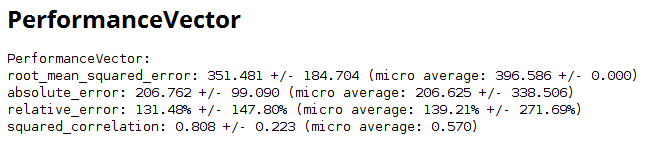 PerformanceVector
PerformanceVector:
root_mean_squared_error: 351.481 +/- 184.704 (micro average: 396.586 +/- 0.000)
absolute_error: 206.762 +/- 99.090 (micro average: 206.625 +/- 338.506)
relative_error: 131.48% +/- 147.80% (micro average: 139.21% +/- 271.69%)
squared_correlation: 0.808 +/- 0.223 (micro average: 0.570)